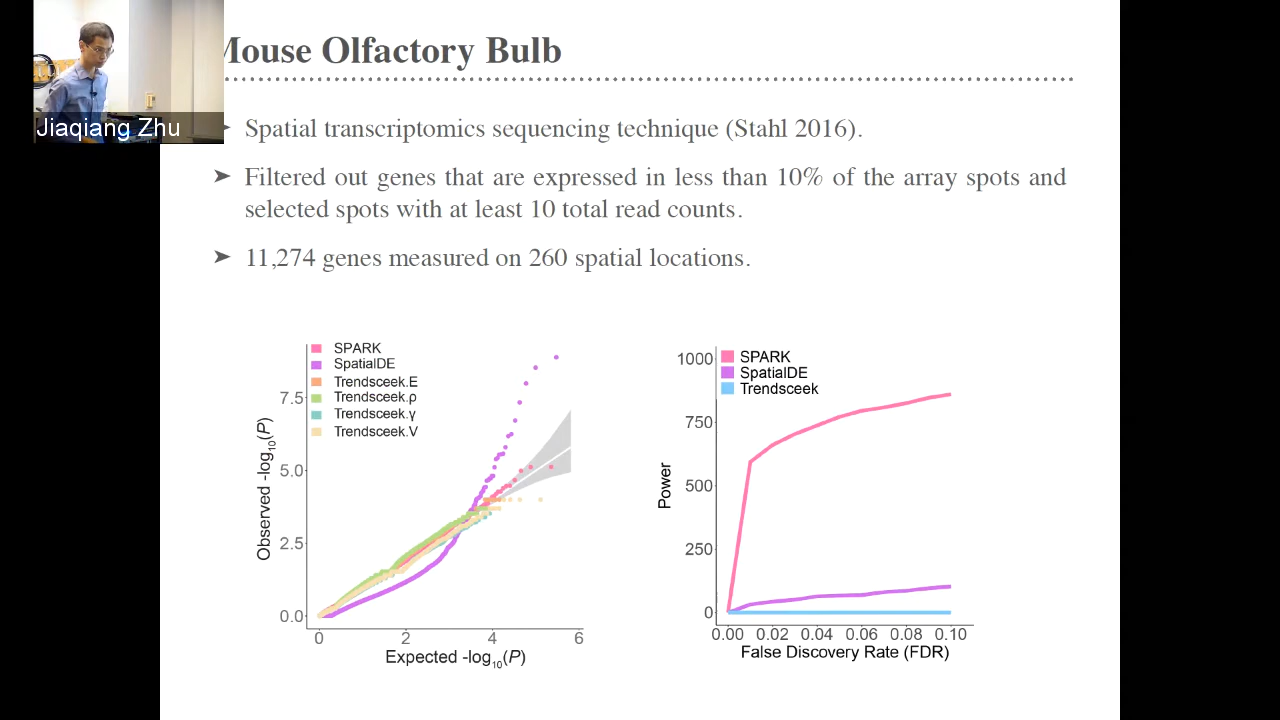 Mouse Olfactory Bulb
Jiaqiang Zhu
➤ Spatial transcriptomics sequencing technique (Stahl 2016).
➤ Filtered out genes that are expressed in less than 10% of the array spots and
selected spots with at least 10 total read counts.
➤ 11,274 genes measured on 260 spatial locations.
SPARK
SpatialDE
Trendsceek.E
Trendsceek.ρ
Trendsceek.γ
Trendsceek.V
Observed -log10(P)
7.5
5.0
2.5
0.0
0 2 4 6
Expected -log10(P)
SPARK
SpatialDE
Trendsceek
Power
1000
750
500
250
0
0.00 0.02 0.04 0.06 0.08 0.10
False Discovery Rate (FDR)